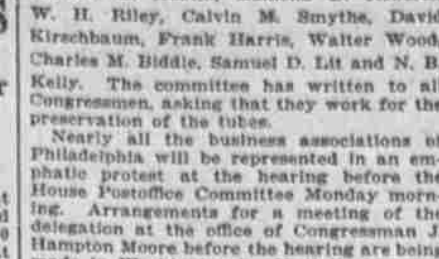 W. H. Riley, Calvin M. Smythe, David
Kirschbaum, Frank Harris, Walter Wood,
Charles M. Biddle, Samuel D. Lit and N. B.
Kelly. The committee has written to all
Congressmen, asking that they work for the
preservation of the tubes.
Nearly all the business associations of
Philadelphia will be represented in an em-
phatic protest at the hearing before the
House Postoffice Committee Monday morn-
ing. Arrangements for a meeting of the
delegation at the office of Congressman J.
Hampton Moore before the hearing are being